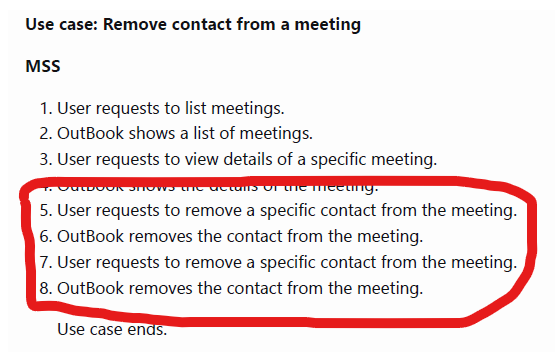 Use case: Remove contact from a meeting
MSS
1. User requests to list meetings.
2. OutBook shows a list of meetings.
3. User requests to view details of a specific meeting.
4. OutBook shows the details of the meeting.
5. User requests to remove a specific contact from the meeting.
6. OutBook removes the contact from the meeting.
7. User requests to remove a specific contact from the meeting.
8. OutBook removes the contact from the meeting.
Use case ends.